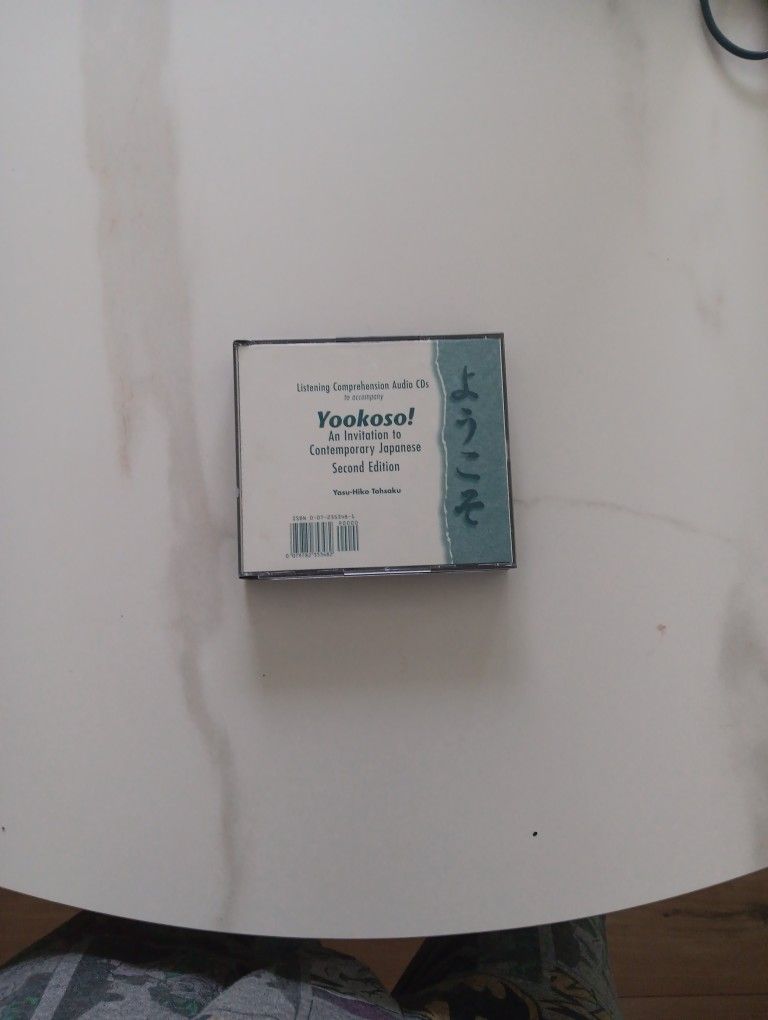 Listening Comprehension Audio CDs
to accompany
Yookoso!
An Invitation to
Contemporary Japanese
Second Edition
Yasu-Hiko Tohsaku
ようこそ
90000